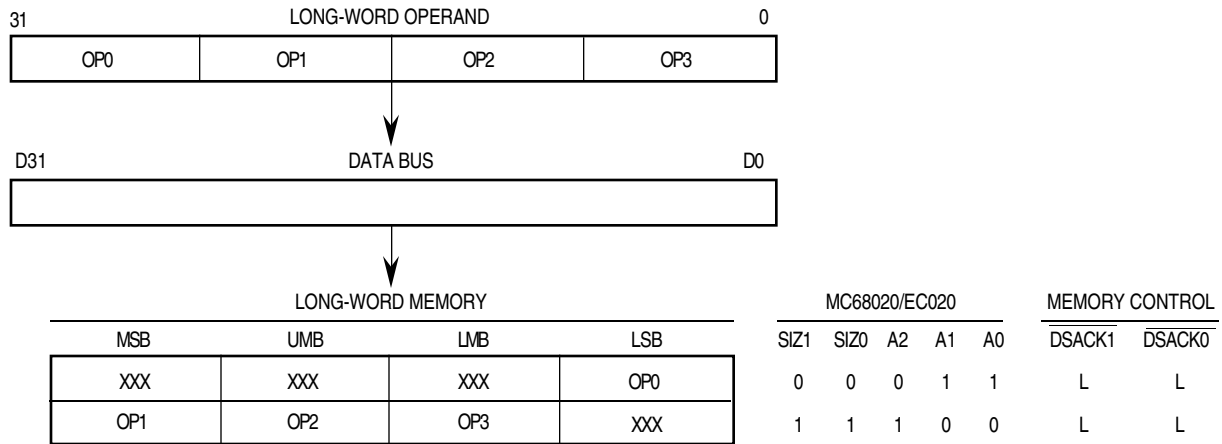 31 LONG-WORD OPERAND 0
OP0 OP1 OP2 OP3
D31 DATA BUS D0
LONG-WORD MEMORY MC68020/EC020 MEMORY CONTROL
MSB UMB LMB LSB SIZ1 SIZ0 A2 A1 A0 DSACK1 DSACK0
XXX XXX XXX OP0 0 0 0 1 1 L L
OP1 OP2 OP3 XXX 1 1 1 0 0 L L